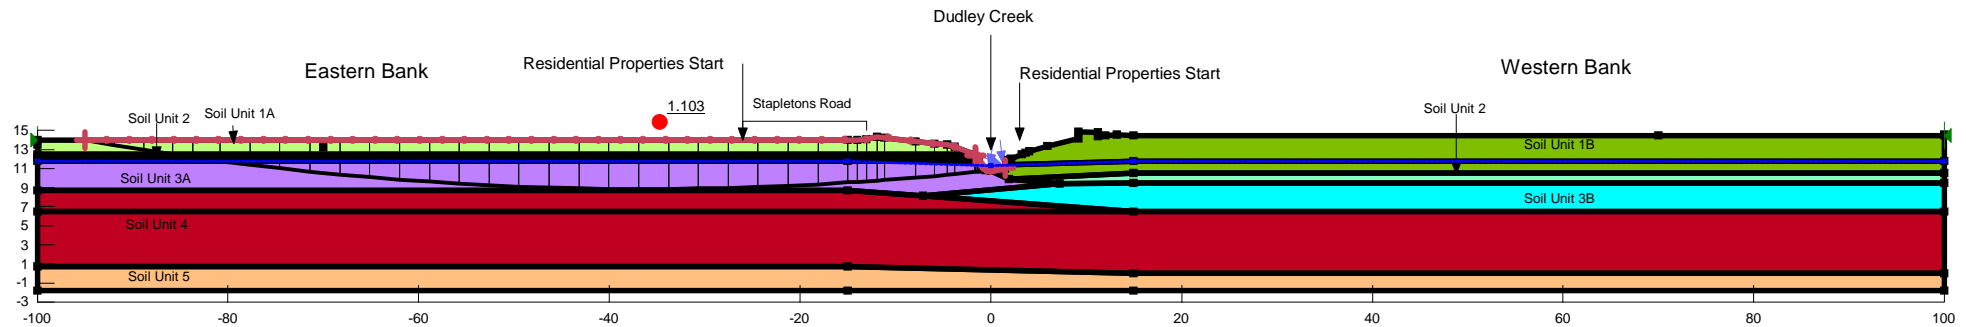 Dudley Creek
Eastern Bank
Residential Properties Start
Residential Properties Start
Western Bank
1.103
Stapletons Road
Soil Unit 2
Soil Unit 1A
Soil Unit 2
Soil Unit 1B
Soil Unit 3A
Soil Unit 3B
Soil Unit 4
Soil Unit 5
15
13
11
9
7
5
3
1
-1
-3
-100
-80
-60
-40
-20
0
20
40
60
80
100